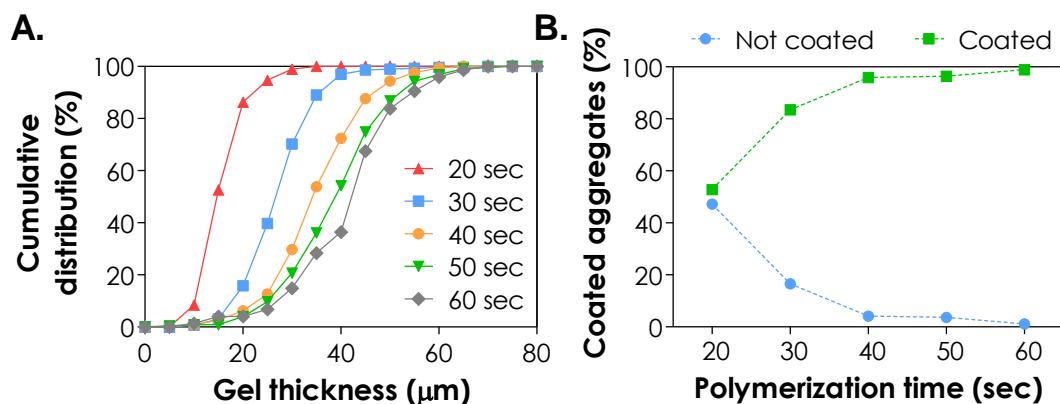 A.
Cumulative
distribution (%)
100
80
60
40
20
0
0 20 40 60 80
Gel thickness (μm)
20 sec
30 sec
40 sec
50 sec
60 sec
B.
Not coated Coated
Coated aggregates (%)
100
80
60
40
20
0
20 30 40 50 60
Polymerization time (sec)